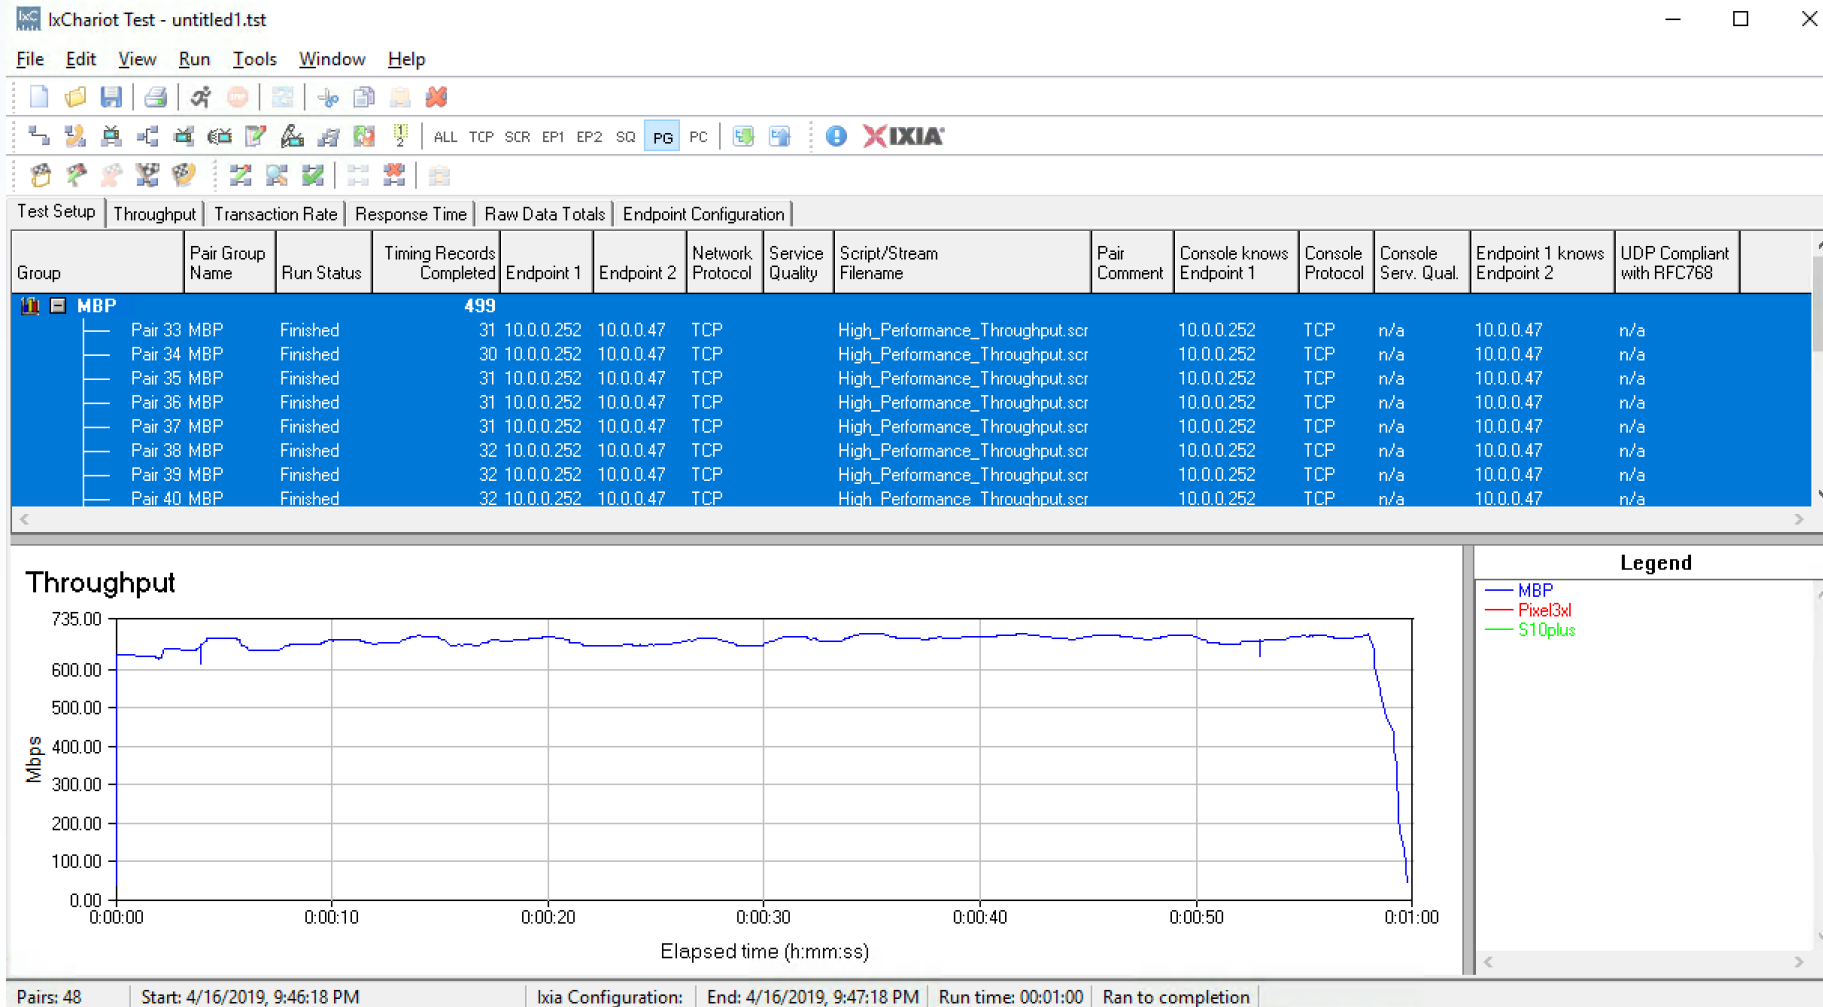 IxC IxChariot Test - untitled1.tst
File Edit View Run Tools Window Help
ALL TCP SCR EP1 EP2 SQ PG PC XIXIA
Test Setup Throughput Transaction Rate Response Time Raw Data Totals Endpoint Configuration
Group Pair Group Name Run Status Timing Records Completed Endpoint 1 Endpoint 2 Network Protocol Service Quality Script/Stream Filename Pair Comment Console knows Endpoint 1 Console Protocol Console Serv. Qual. Endpoint 1 knows Endpoint 2 UDP Compliant with RFC768
MBP 499
Pair 33 MBP Finished 31 10.0.0.252 10.0.0.47 TCP High_Performance_Throughput.scr 10.0.0.252 TCP n/a 10.0.0.47 n/a
Pair 34 MBP Finished 30 10.0.0.252 10.0.0.47 TCP High_Performance_Throughput.scr 10.0.0.252 TCP n/a 10.0.0.47 n/a
Pair 35 MBP Finished 31 10.0.0.252 10.0.0.47 TCP High_Performance_Throughput.scr 10.0.0.252 TCP n/a 10.0.0.47 n/a
Pair 36 MBP Finished 31 10.0.0.252 10.0.0.47 TCP High_Performance_Throughput.scr 10.0.0.252 TCP n/a 10.0.0.47 n/a
Pair 37 MBP Finished 31 10.0.0.252 10.0.0.47 TCP High_Performance_Throughput.scr 10.0.0.252 TCP n/a 10.0.0.47 n/a
Pair 38 MBP Finished 32 10.0.0.252 10.0.0.47 TCP High_Performance_Throughput.scr 10.0.0.252 TCP n/a 10.0.0.47 n/a
Pair 39 MBP Finished 32 10.0.0.252 10.0.0.47 TCP High_Performance_Throughput.scr 10.0.0.252 TCP n/a 10.0.0.47 n/a
Pair 40 MBP Finished 32 10.0.0.252 10.0.0.47 TCP High_Performance_Throughput.scr 10.0.0.252 TCP n/a 10.0.0.47 n/a
Throughput
735.00
600.00
500.00
400.00
300.00
200.00
100.00
0.00
Mbps
0:00:00 0:00:10 0:00:20 0:00:30 0:00:40 0:00:50 0:01:00
Elapsed time (h:mm:ss)
Legend
MBP
Pixel3xl
S10plus
Pairs: 48 Start: 4/16/2019, 9:46:18 PM Ixia Configuration: End: 4/16/2019, 9:47:18 PM Run time: 00:01:00 Ran to completion